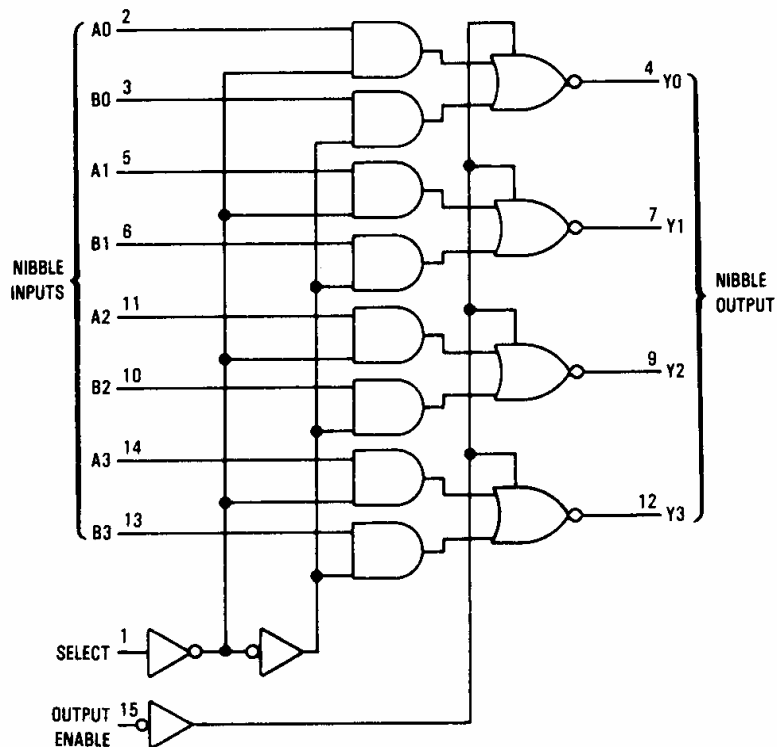 A0 2
B0 3
A1 5
B1 6
A2 11
B2 10
A3 14
B3 13
NIBBLE
INPUTS
SELECT 1
OUTPUT 15
ENABLE
4 Y0
7 Y1
9 Y2
12 Y3
NIBBLE
OUTPUT